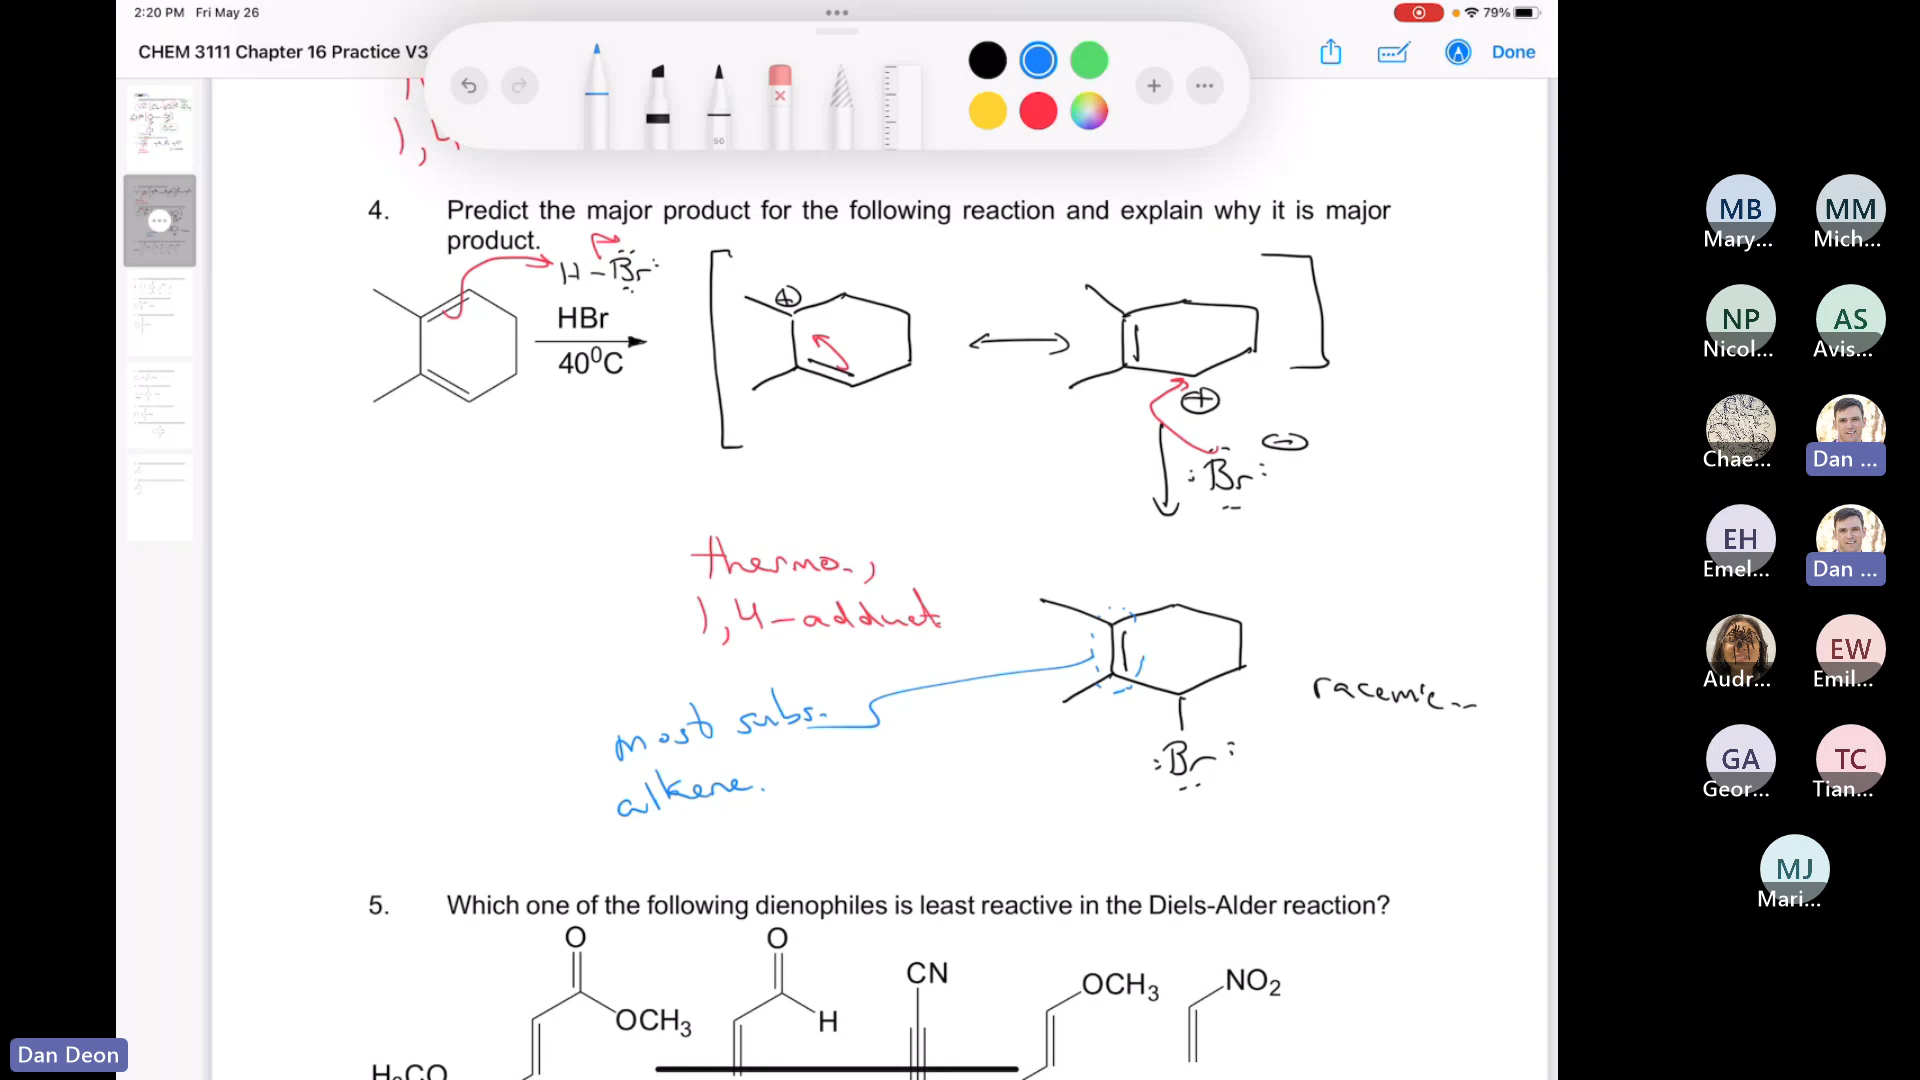 2:20 PM Fri May 26
79%
CHEM 3111 Chapter 16 Practice V3
Done
50
1,4
4. Predict the major product for the following reaction and explain why it is major
product.
H-Br
HBr
40⁰C
Br
thermo.,
1,4-adduct
most subs.
alkene.
racemic
Br
5. Which one of the following dienophiles is least reactive in the Diels-Alder reaction?
O
OCH3
O
H
CN
OCH3
NO2
H3CO
MB
Mary...
MM
Mich...
NP
Nicol...
AS
Avis...
Chae...
Dan ...
EH
Emel...
Dan ...
Audr...
EW
Emil...
GA
Geor...
TC
Tian...
MJ
Mari...
Dan Deon